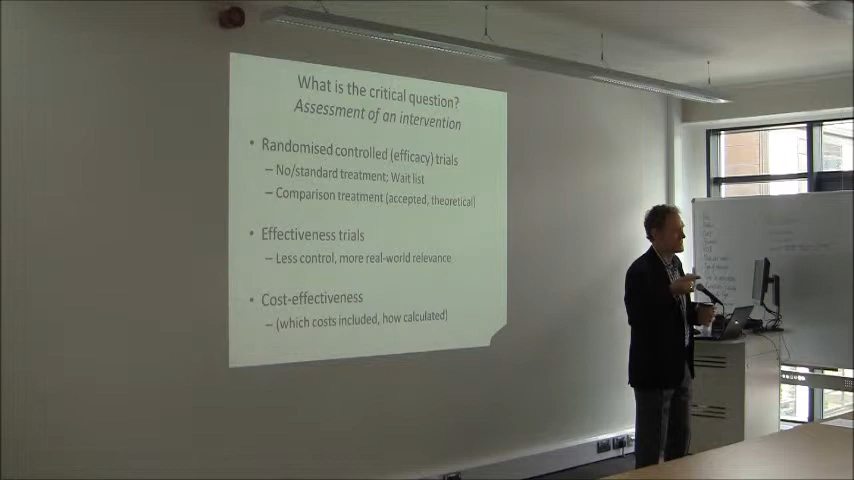 What is the critical question?
Assessment of an intervention
• Randomised controlled (efficacy) trials
– No/standard treatment; Wait list
– Comparison treatment (accepted, theoretical)
• Effectiveness trials
– Less control, more real-world relevance
• Cost-effectiveness
– (which costs included, how calculated)